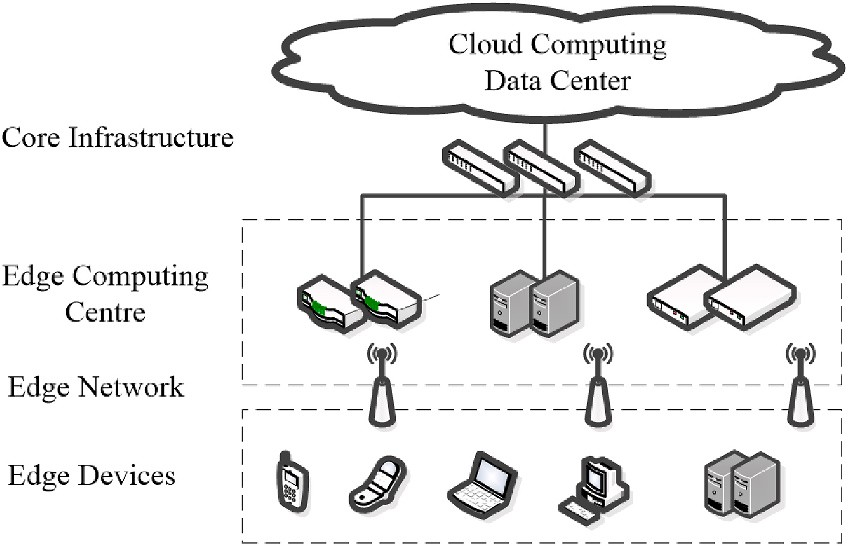 Cloud Computing
Data Center
Core Infrastructure
Edge Computing
Centre
Edge Network
Edge Devices